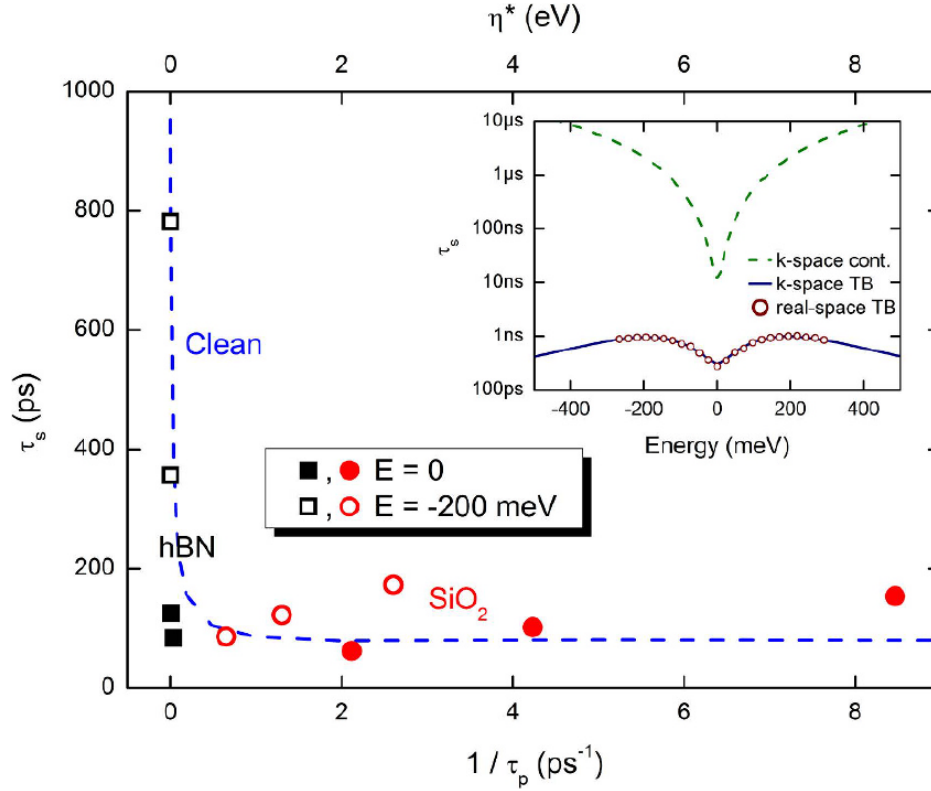 η* (eV)
0 2 4 6 8
1000
800
600
400
200
0
τs (ps)
Clean
hBN
SiO2
■ , ● E = 0
□ , ○ E = -200 meV
0 2 4 6 8
1 / τp (ps-1)
10μs
1μs
100ns
10ns
1ns
100ps
τs
k-space cont.
k-space TB
real-space TB
-400 -200 0 200 400
Energy (meV)